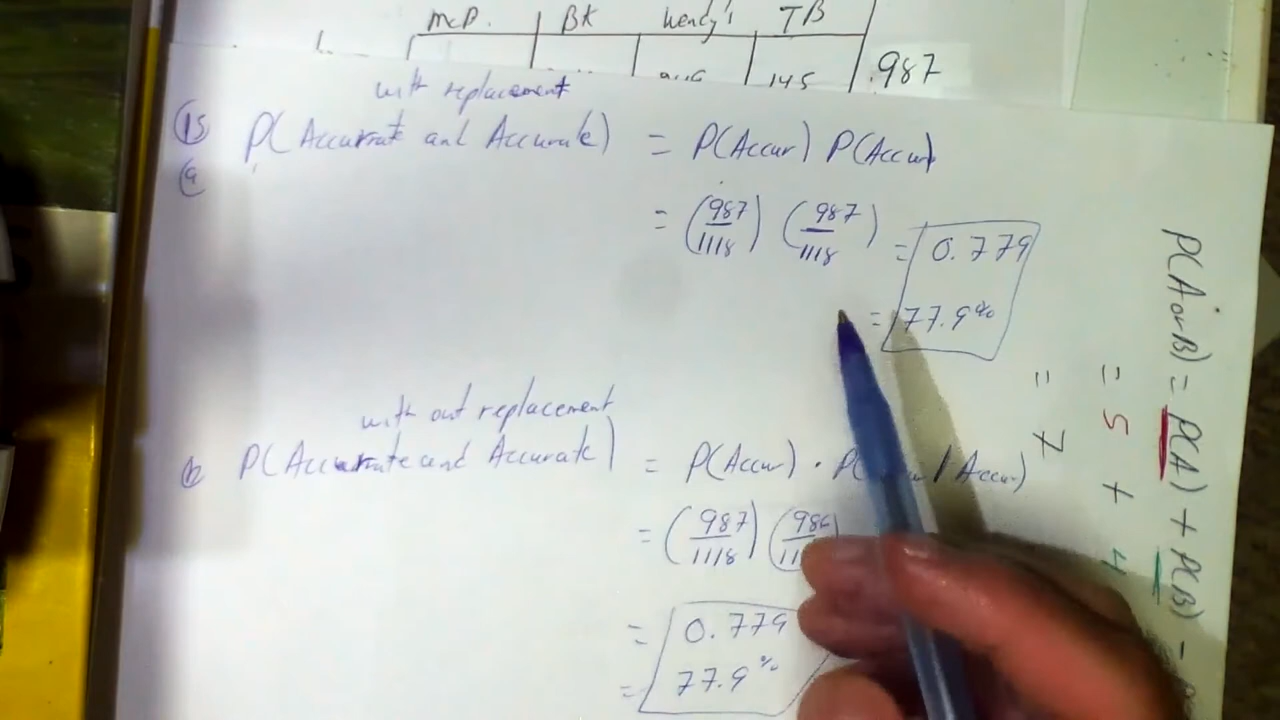 McD. BK Wendy's TB
145 .987
with replacement
15 P(Accurrat and Accurate) = P(Accur) P(Accur)
a
= (987/1118) (987/1118) = 0.779
= 77.9%
with out replacement
b P(Accurate and Accurate) = P(Accur) · P( / Accur)
= (987/1118) (986
= 0.779
= 77.9%
P(A or B) = P(A) + P(B) -
= 5 + 4
= 7